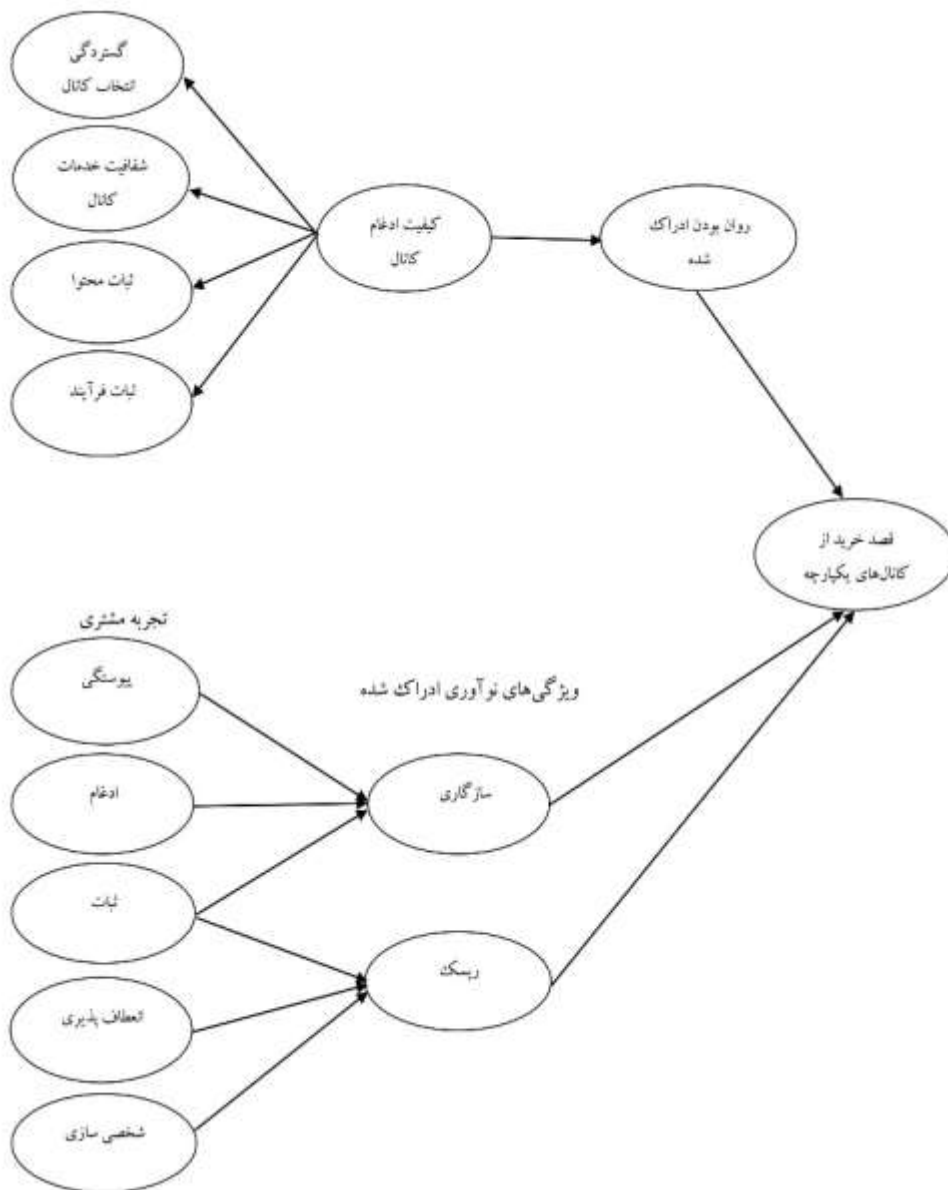 گستردگی
انتخاب کانال
شفافیت خدمات
کانال
ثبات محتوا
ثبات فرآیند
کیفیت ادغام
کانال
روان بودن ادراک
شده
قصد خرید از
کانال‌های یکپارچه
تجربه مشتری
پیوستگی
ادغام
ثبات
انعطاف پذیری
شخصی سازی
ویژگی‌های نوآوری ادراک شده
سازگاری
ریسک